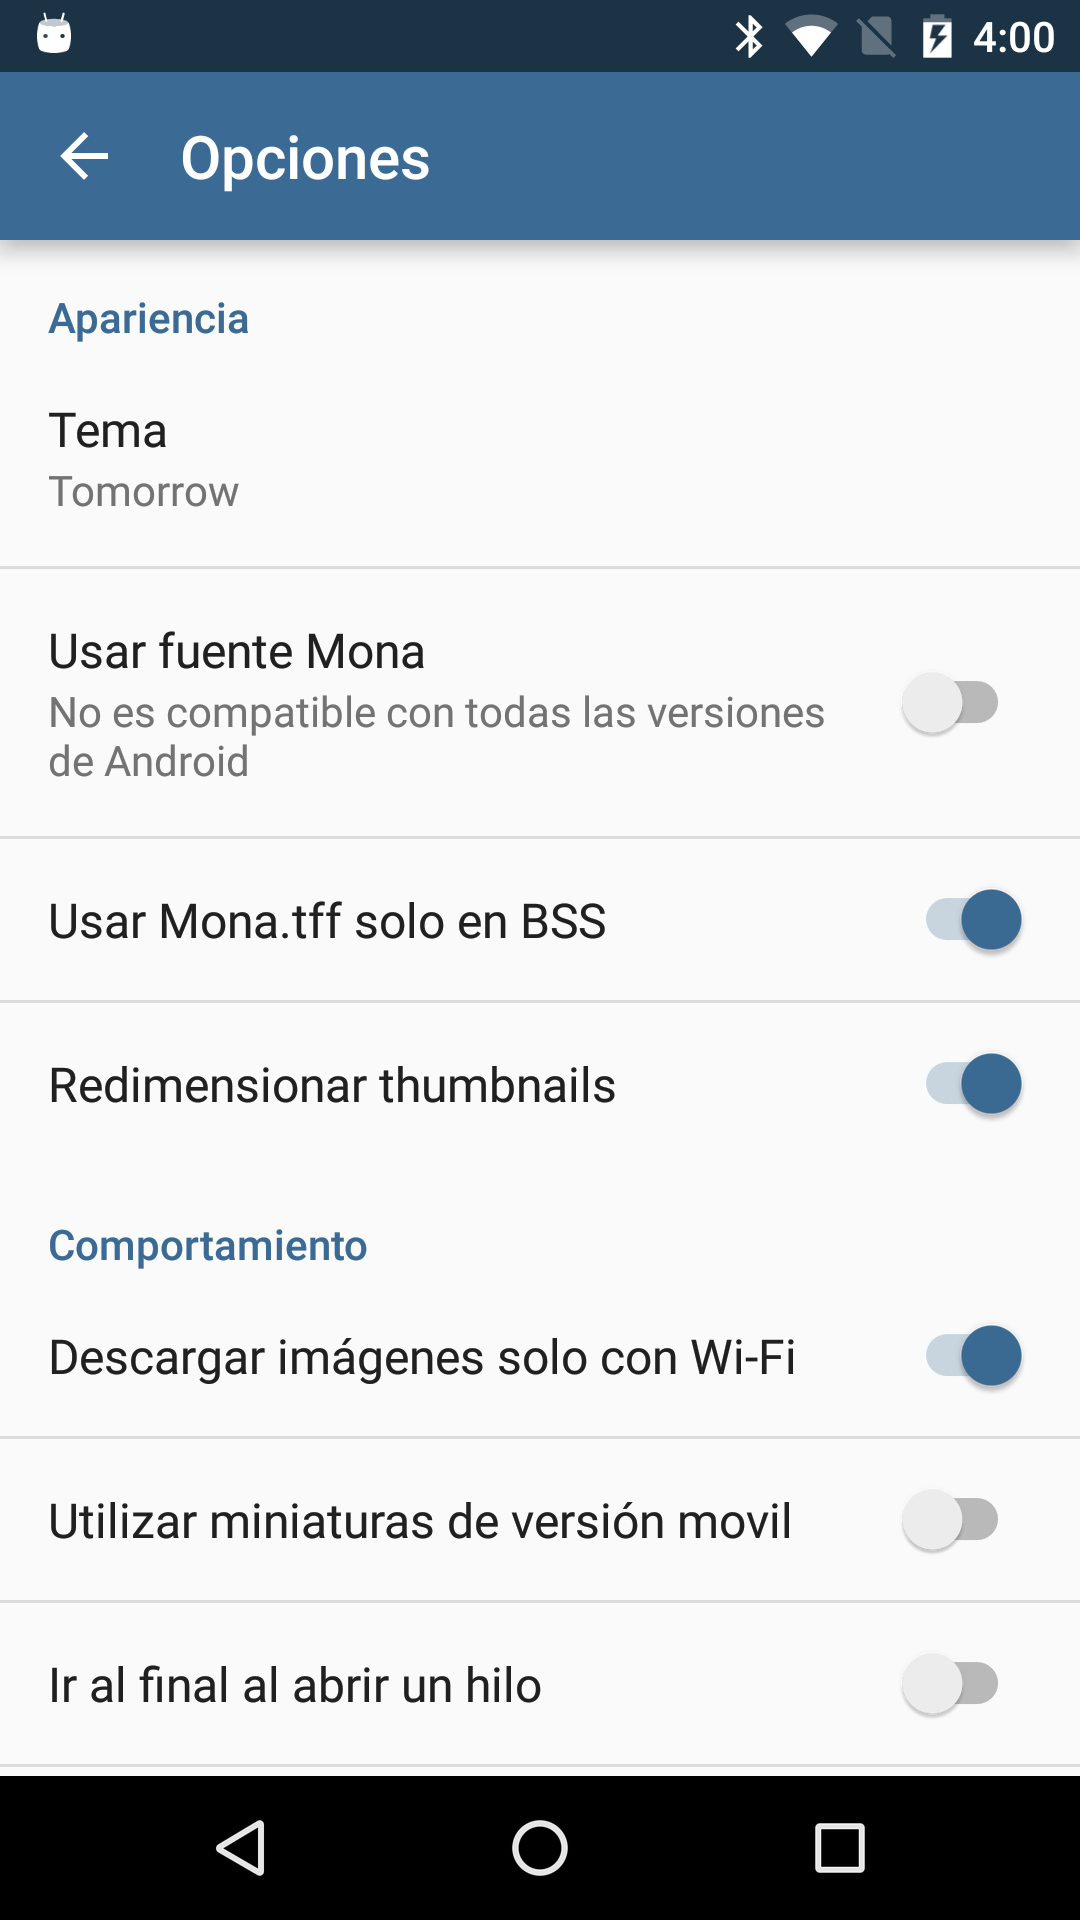 4:00
Opciones
Apariencia
Tema
Tomorrow
Usar fuente Mona
No es compatible con todas las versiones
de Android
Usar Mona.tff solo en BSS
Redimensionar thumbnails
Comportamiento
Descargar imágenes solo con Wi-Fi
Utilizar miniaturas de versión movil
Ir al final al abrir un hilo